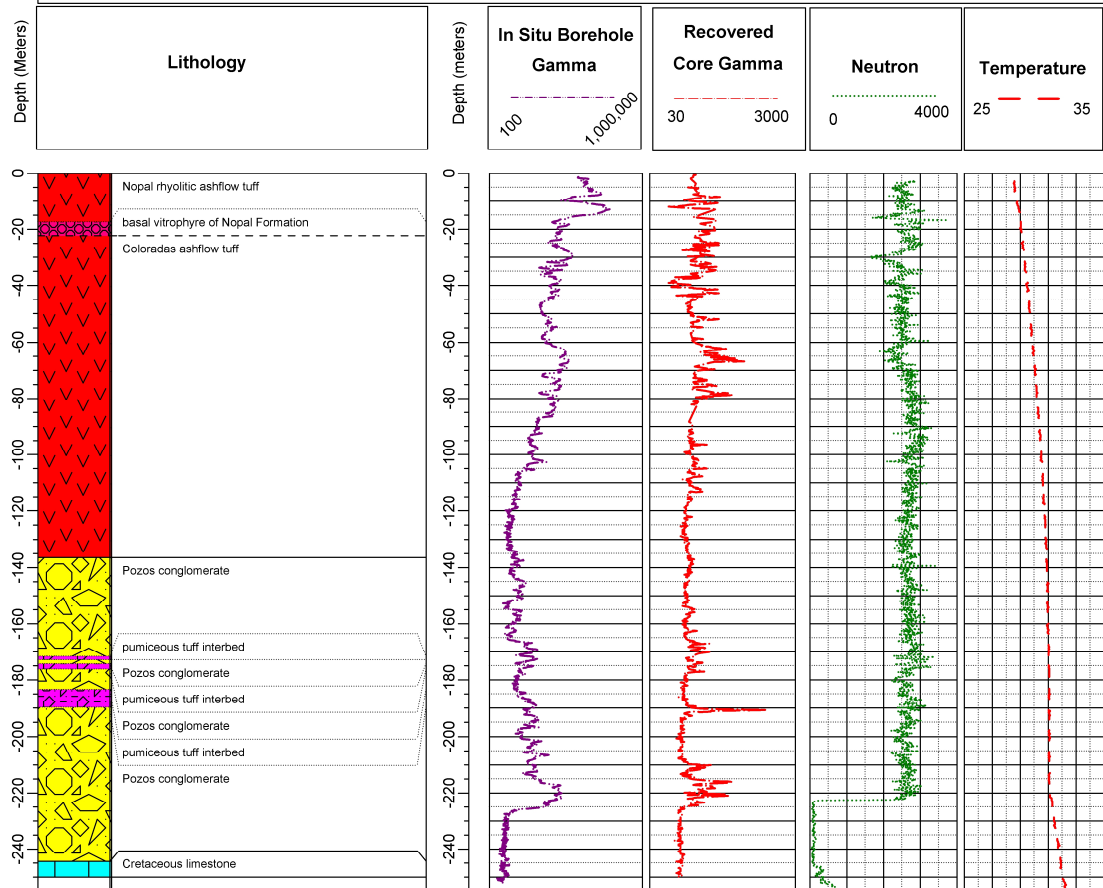 Depth (Meters)
Lithology
Depth (meters)
In Situ Borehole
Gamma
100
1,000,000
Recovered
Core Gamma
30
3000
Neutron
0
4000
Temperature
25
35
0
-20
-40
-60
-80
-100
-120
-140
-160
-180
-200
-220
-240
Nopal rhyolitic ashflow tuff
basal vitrophyre of Nopal Formation
Coloradas ashflow tuff
Pozos conglomerate
pumiceous tuff interbed
Pozos conglomerate
pumiceous tuff interbed
Pozos conglomerate
pumiceous tuff interbed
Pozos conglomerate
Cretaceous limestone
0
-20
-40
-60
-80
-100
-120
-140
-160
-180
-200
-220
-240